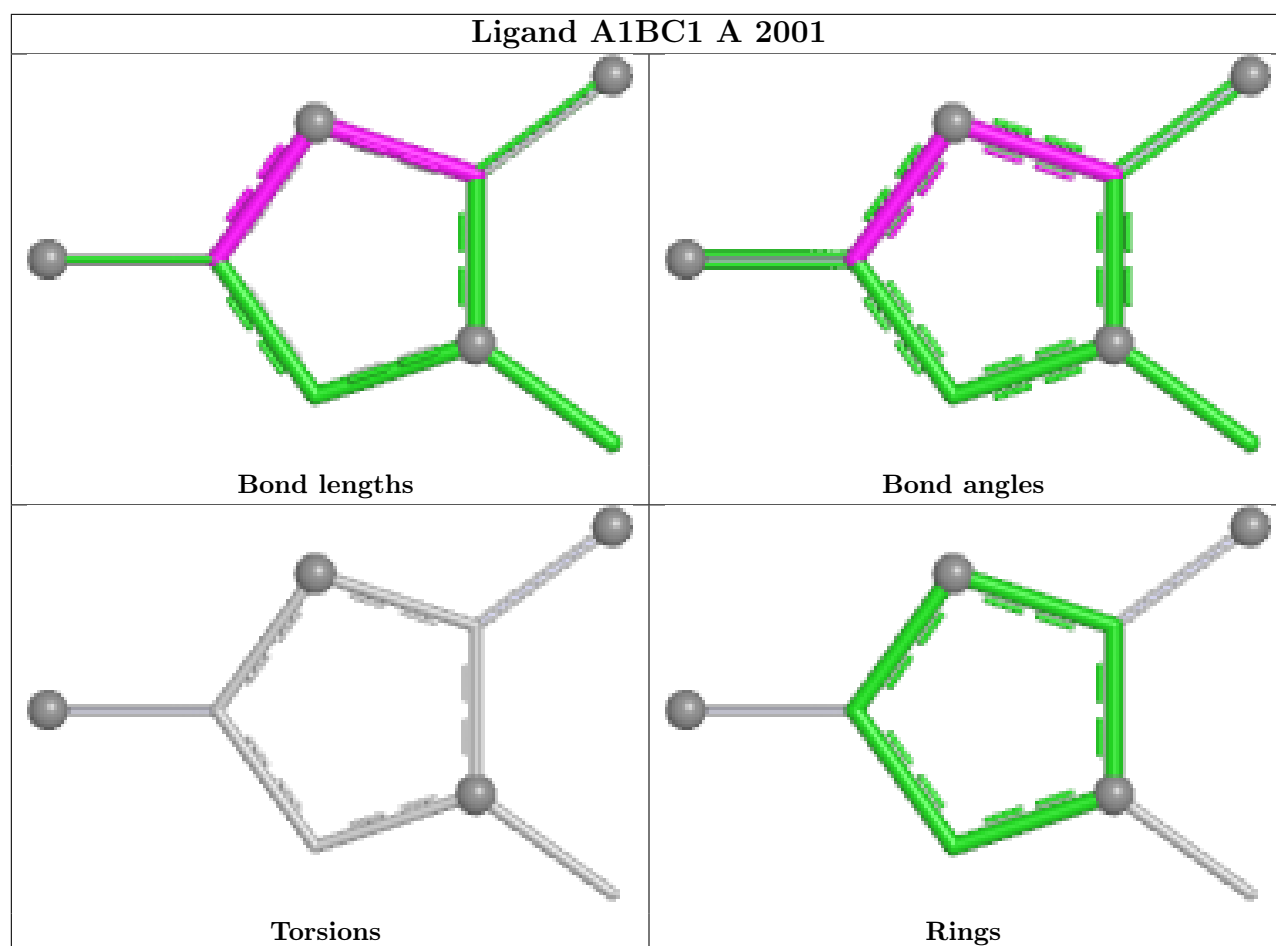 Ligand A1BC1 A 2001
Bond lengths
Bond angles
Torsions
Rings